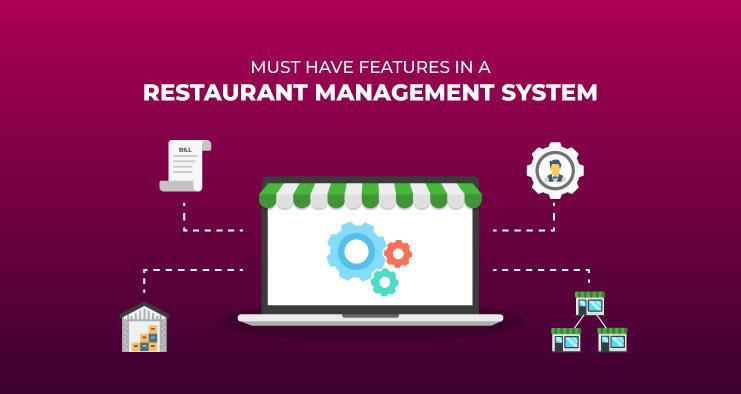 MUST HAVE FEATURES IN A
RESTAURANT MANAGEMENT SYSTEM
BILL